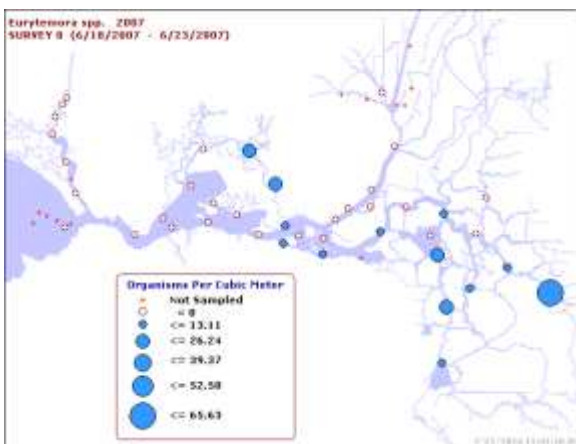 Eurytemora spp. 2007
SURVEY 8 (6/18/2007 - 6/23/2007)
Organisms Per Cubic Meter
Not Sampled
= 0
<= 13.11
<= 26.24
<= 39.37
<= 52.50
<= 65.63